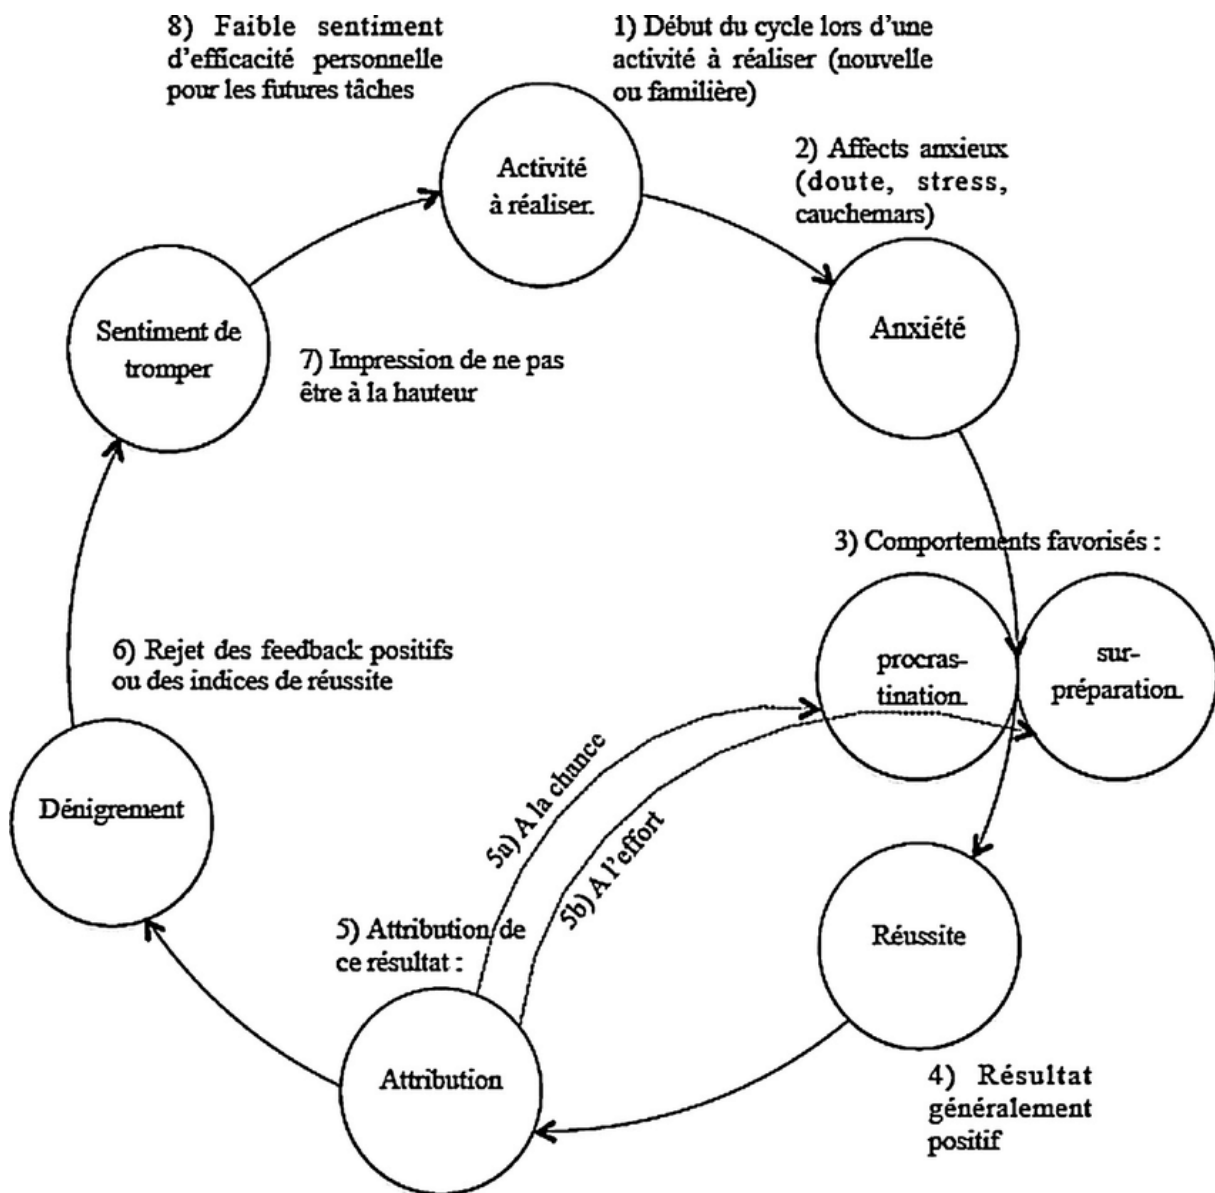 8) Faible sentiment
d'efficacité personnelle
pour les futures tâches
1) Début du cycle lors d'une
activité à réaliser (nouvelle
ou familière)
Activité
à réaliser.
2) Affects anxieux
(doute, stress,
cauchemars)
Anxiété
Sentiment de
tromper
7) Impression de ne pas
être à la hauteur
3) Comportements favorisés :
procras-
tination.
sur-
préparation.
6) Rejet des feedback positifs
ou des indices de réussite
Dénigrement
5a) A la chance
5b) A l'effort
Réussite
5) Attribution de
ce résultat :
Attribution
4) Résultat
généralement
positif